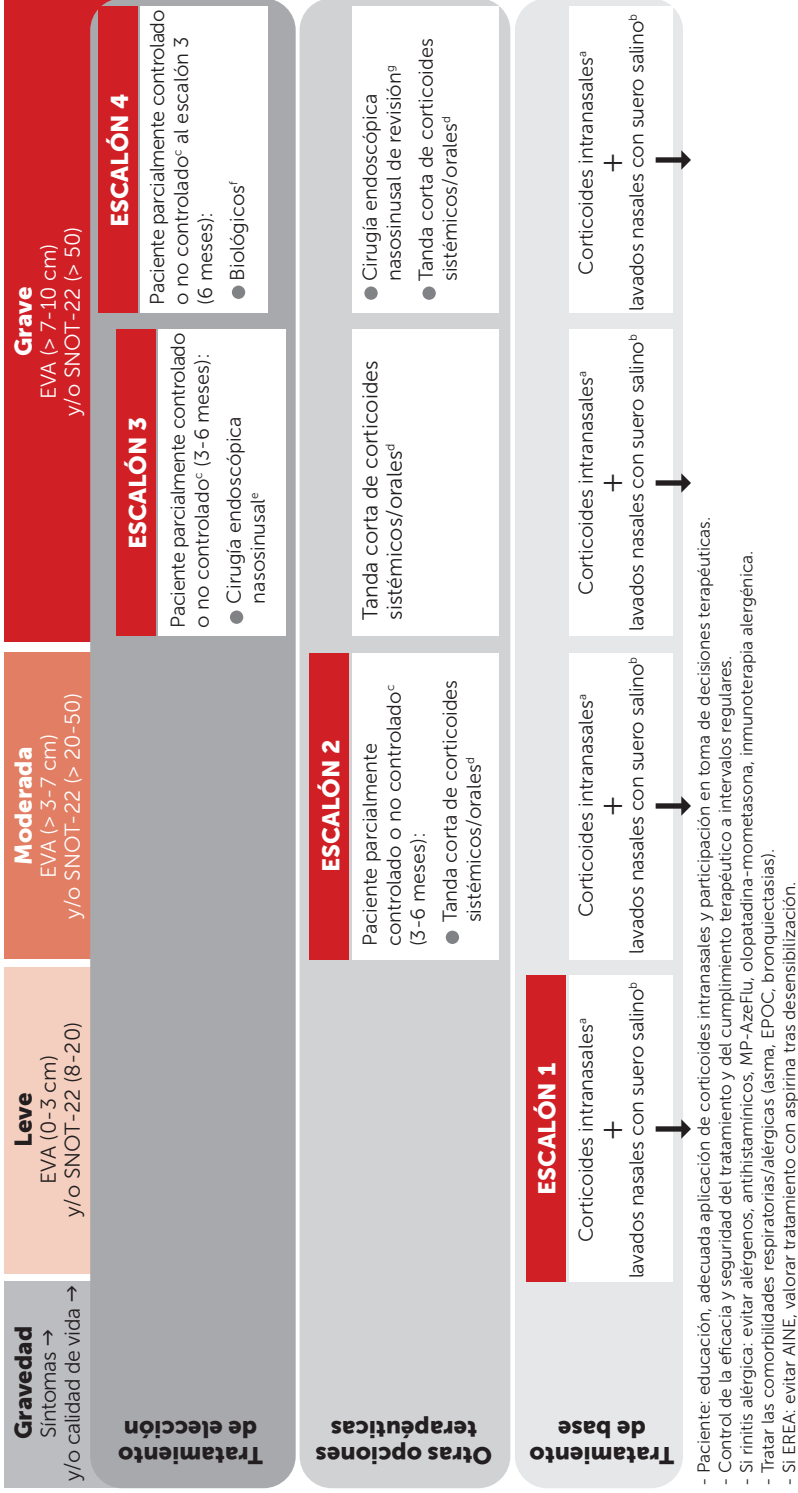 Gravedad
Síntomas →
y/o calidad de vida →
Leve
EVA (0-3 cm)
y/o SNOT-22 (8-20)
Moderada
EVA (> 3-7 cm)
y/o SNOT-22 (> 20-50)
Grave
EVA (> 7-10 cm)
y/o SNOT-22 (> 50)
Tratamiento
de elección
ESCALÓN 3
Paciente parcialmente controlado
o no controladoᶜ (3-6 meses):
● Cirugía endoscópica
nasosinusalᵉ
ESCALÓN 4
Paciente parcialmente controlado
o no controladoᶜ al escalón 3
(6 meses):
● Biológicosᶠ
Otras opciones
terapéuticas
ESCALÓN 2
Paciente parcialmente
controlado o no controladoᶜ
(3-6 meses):
● Tanda corta de corticoides
sistémicos/oralesᵈ
Tanda corta de corticoides
sistémicos/oralesᵈ
● Cirugía endoscópica
nasosinusal de revisiónᵍ
● Tanda corta de corticoides
sistémicos/oralesᵈ
Tratamiento
de base
ESCALÓN 1
Corticoides intranasalesᵃ
+
lavados nasales con suero salinoᵇ
Corticoides intranasalesᵃ
+
lavados nasales con suero salinoᵇ
Corticoides intranasalesᵃ
+
lavados nasales con suero salinoᵇ
Corticoides intranasalesᵃ
+
lavados nasales con suero salinoᵇ
- Paciente: educación, adecuada aplicación de corticoides intranasales y participación en toma de decisiones terapéuticas.
- Control de la eficacia y seguridad del tratamiento y del cumplimiento terapéutico a intervalos regulares.
- Si rinitis alérgica: evitar alérgenos, antihistamínicos, MP-AzeFlu, olopatadina-mometasona, inmunoterapia alergénica.
- Tratar las comorbilidades respiratorias/alérgicas (asma, EPOC, bronquiectasias).
- Si EREA: evitar AINE, valorar tratamiento con aspirina tras desensibilización.